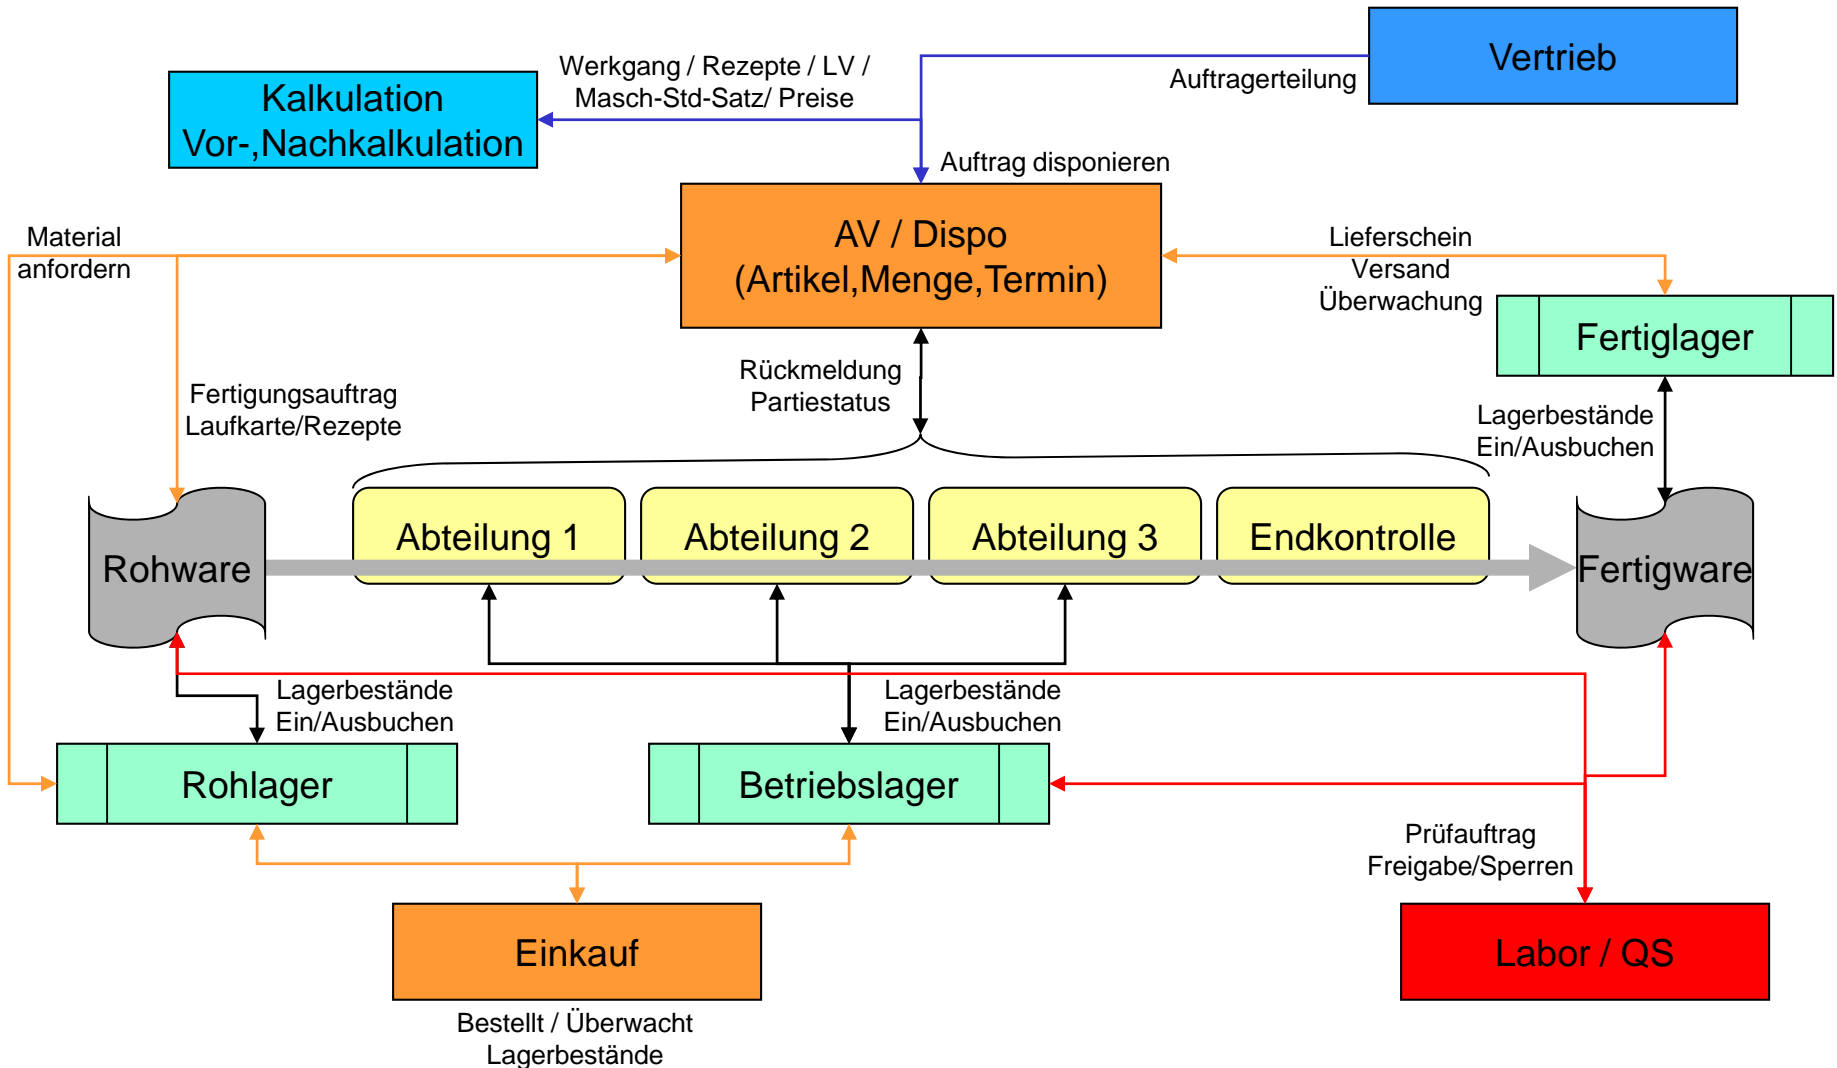 Vertrieb
Werkgang / Rezepte / LV /
Masch-Std-Satz/ Preise
Auftragerteilung
Kalkulation
Vor-,Nachkalkulation
Auftrag disponieren
Material
anfordern
AV / Dispo
(Artikel,Menge,Termin)
Lieferschein
Versand
Überwachung
Fertiglager
Rückmeldung
Partiestatus
Fertigungsauftrag
Laufkarte/Rezepte
Lagerbestände
Ein/Ausbuchen
Rohware
Abteilung 1
Abteilung 2
Abteilung 3
Endkontrolle
Fertigware
Lagerbestände
Ein/Ausbuchen
Lagerbestände
Ein/Ausbuchen
Rohlager
Betriebslager
Prüfauftrag
Freigabe/Sperren
Einkauf
Labor / QS
Bestellt / Überwacht
Lagerbestände